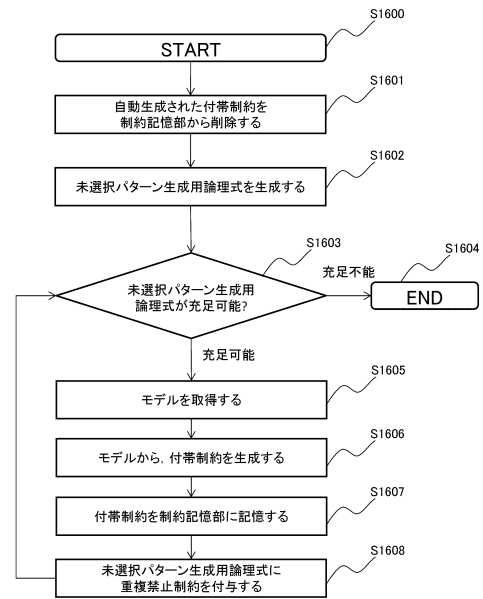 S1600
START
S1601
自動生成された付帯制約を
制約記憶部から削除する
S1602
未選択パターン生成用論理式を生成する
S1603
未選択パターン生成用
論理式が充足可能?
充足不能
S1604
END
充足可能
S1605
モデルを取得する
S1606
モデルから,付帯制約を生成する
S1607
付帯制約を制約記憶部に記憶する
S1608
未選択パターン生成用論理式に
重複禁止制約を付与する